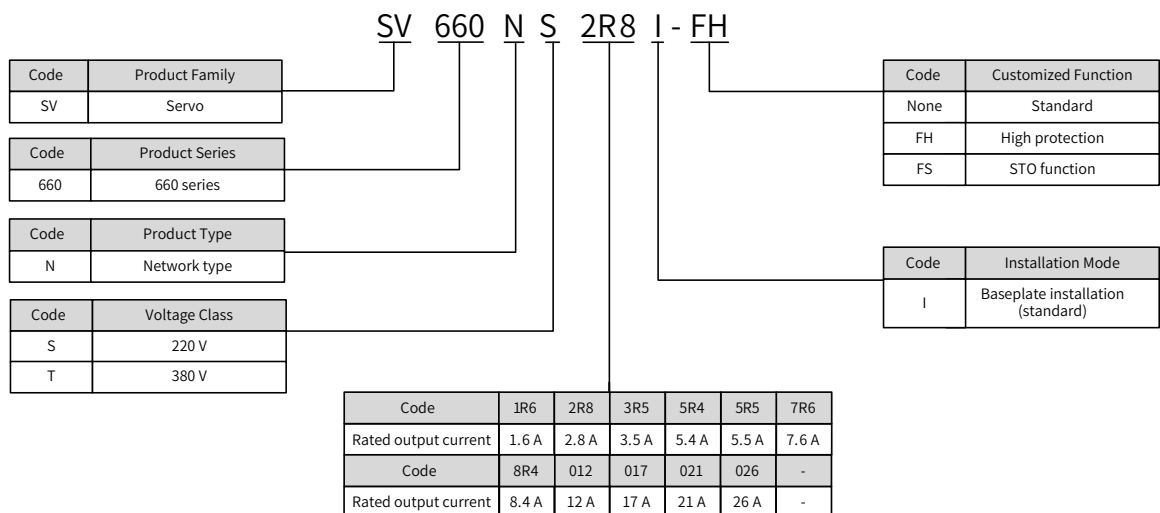 SV 660 N S 2R8 I - FH
Code Product Family
SV Servo
Code Product Series
660 660 series
Code Product Type
N Network type
Code Voltage Class
S 220 V
T 380 V
Code Customized Function
None Standard
FH High protection
FS STO function
Code Installation Mode
I Baseplate installation
(standard)
Code 1R6 2R8 3R5 5R4 5R5 7R6
Rated output current 1.6 A 2.8 A 3.5 A 5.4 A 5.5 A 7.6 A
Code 8R4 012 017 021 026 -
Rated output current 8.4 A 12 A 17 A 21 A 26 A -